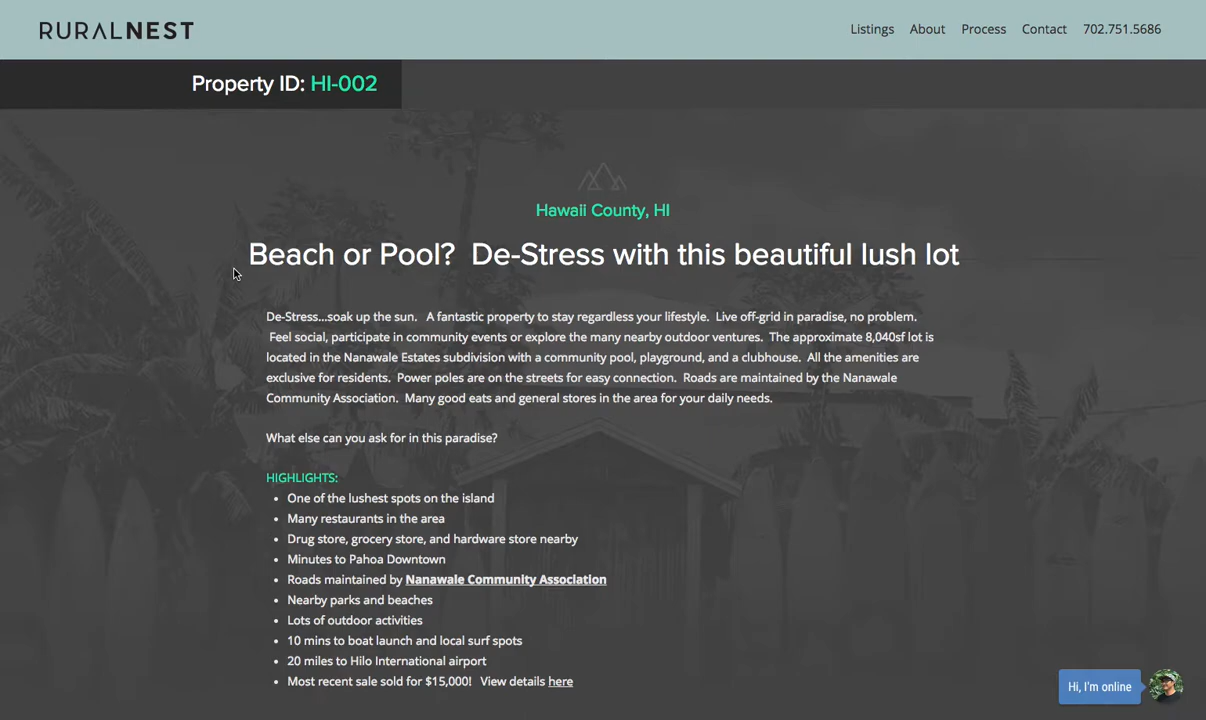 RURALNEST
Listings About Process Contact 702.751.5686
Property ID: HI-002
Hawaii County, HI
Beach or Pool? De-Stress with this beautiful lush lot
De-Stress...soak up the sun. A fantastic property to stay regardless your lifestyle. Live off-grid in paradise, no problem.
Feel social, participate in community events or explore the many nearby outdoor ventures. The approximate 8,040sf lot is
located in the Nanawale Estates subdivision with a community pool, playground, and a clubhouse. All the amenities are
exclusive for residents. Power poles are on the streets for easy connection. Roads are maintained by the Nanawale
Community Association. Many good eats and general stores in the area for your daily needs.
What else can you ask for in this paradise?
HIGHLIGHTS:
• One of the lushest spots on the island
• Many restaurants in the area
• Drug store, grocery store, and hardware store nearby
• Minutes to Pahoa Downtown
• Roads maintained by Nanawale Community Association
• Nearby parks and beaches
• Lots of outdoor activities
• 10 mins to boat launch and local surf spots
• 20 miles to Hilo International airport
• Most recent sale sold for $15,000! View details here
Hi, I'm online